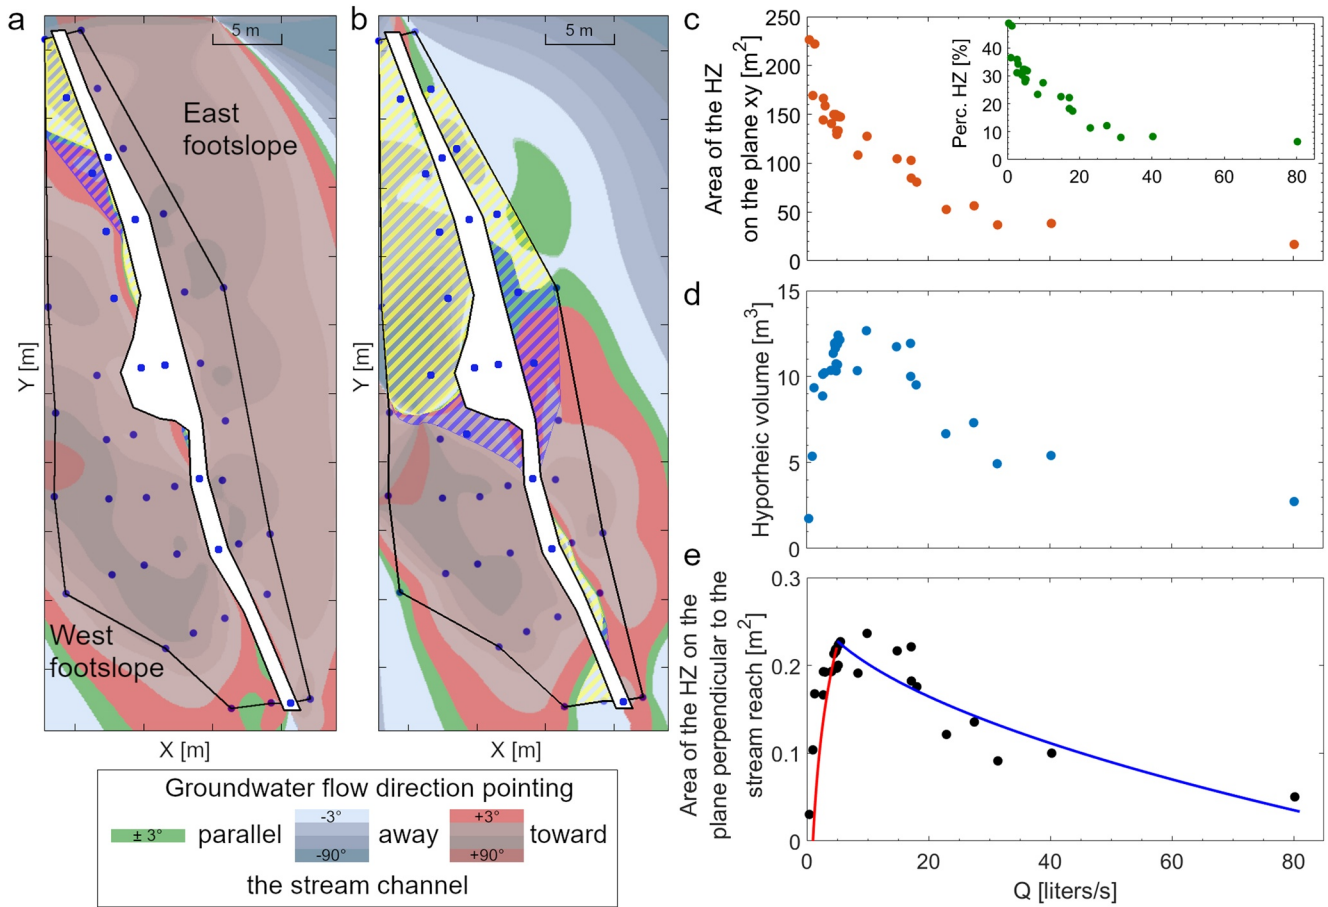 a
5 m
East
footslope
West
footslope
Y [m]
X [m]
b
5 m
Y [m]
X [m]
Groundwater flow direction pointing
± 3°
parallel
-3°
-90°
away
+3°
+90°
toward
the stream channel
c
Area of the HZ
on the plane xy [m²]
250
200
150
100
50
0
Perc. HZ [%]
40
30
20
10
0
0
20
40
60
80
d
Hyporheic volume [m³]
15
10
5
0
e
Area of the HZ on the
plane perpendicular to the
stream reach [m²]
0.3
0.2
0.1
0
0
20
40
60
80
Q [liters/s]